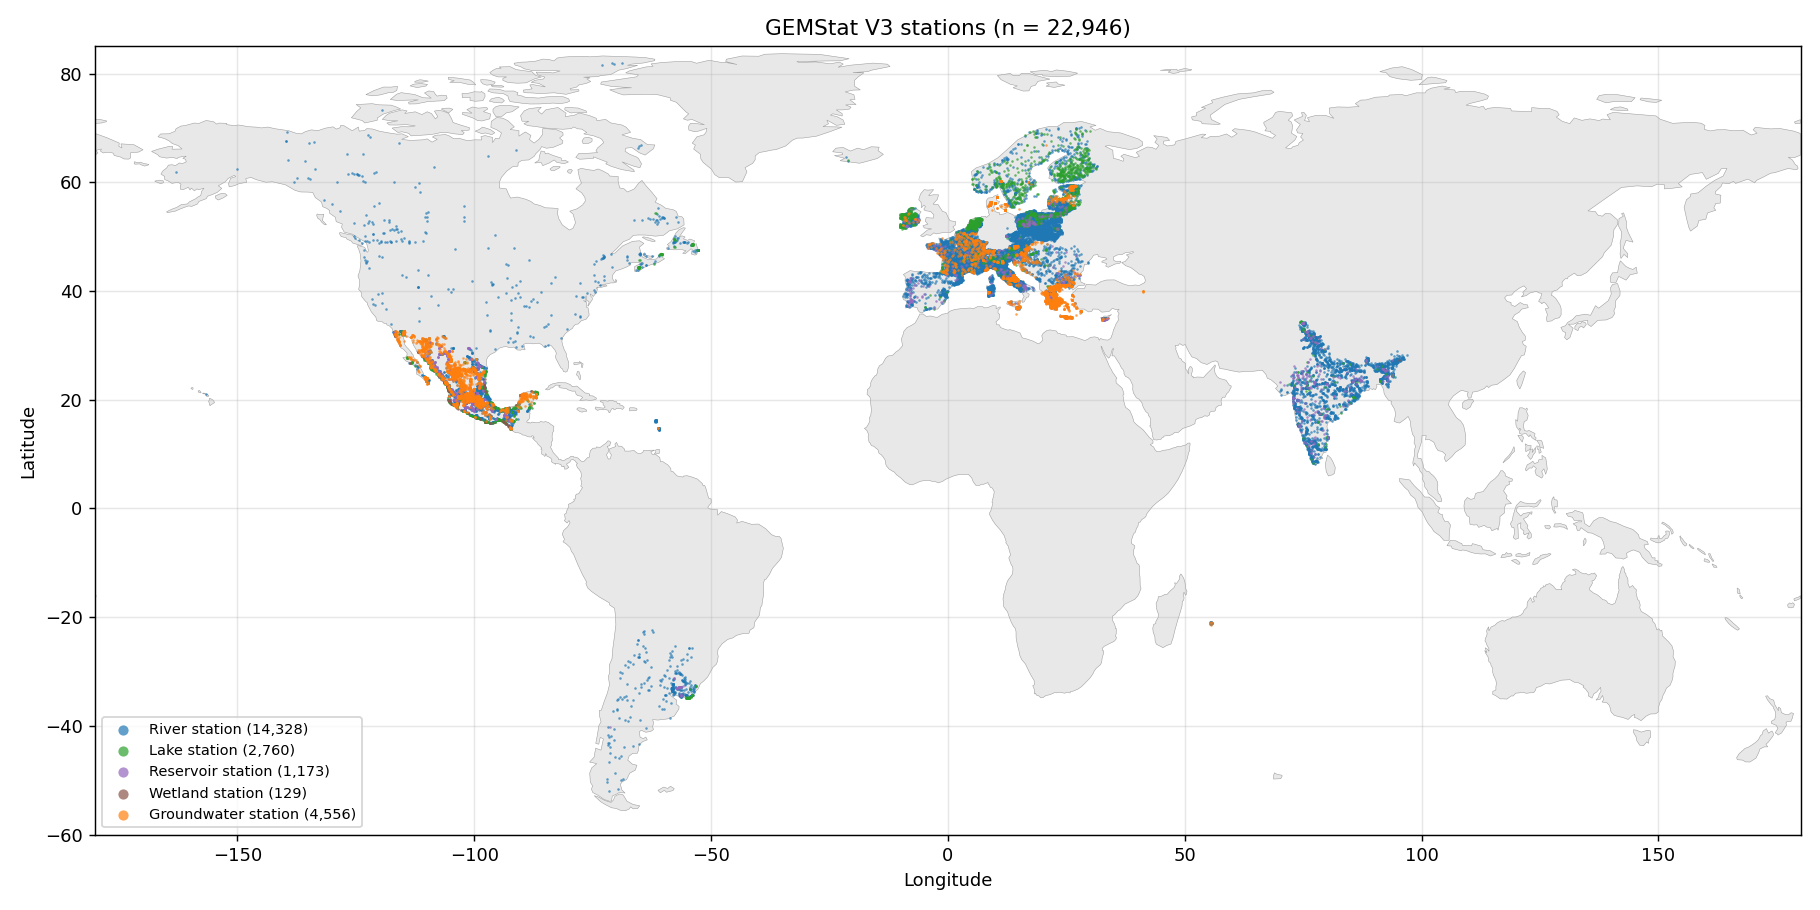 GEMStat V3 stations (n = 22,946)
80
60
40
20
0
−20
−40
−60
Latitude
River station (14,328)
Lake station (2,760)
Reservoir station (1,173)
Wetland station (129)
Groundwater station (4,556)
−150 −100 −50 0 50 100 150
Longitude